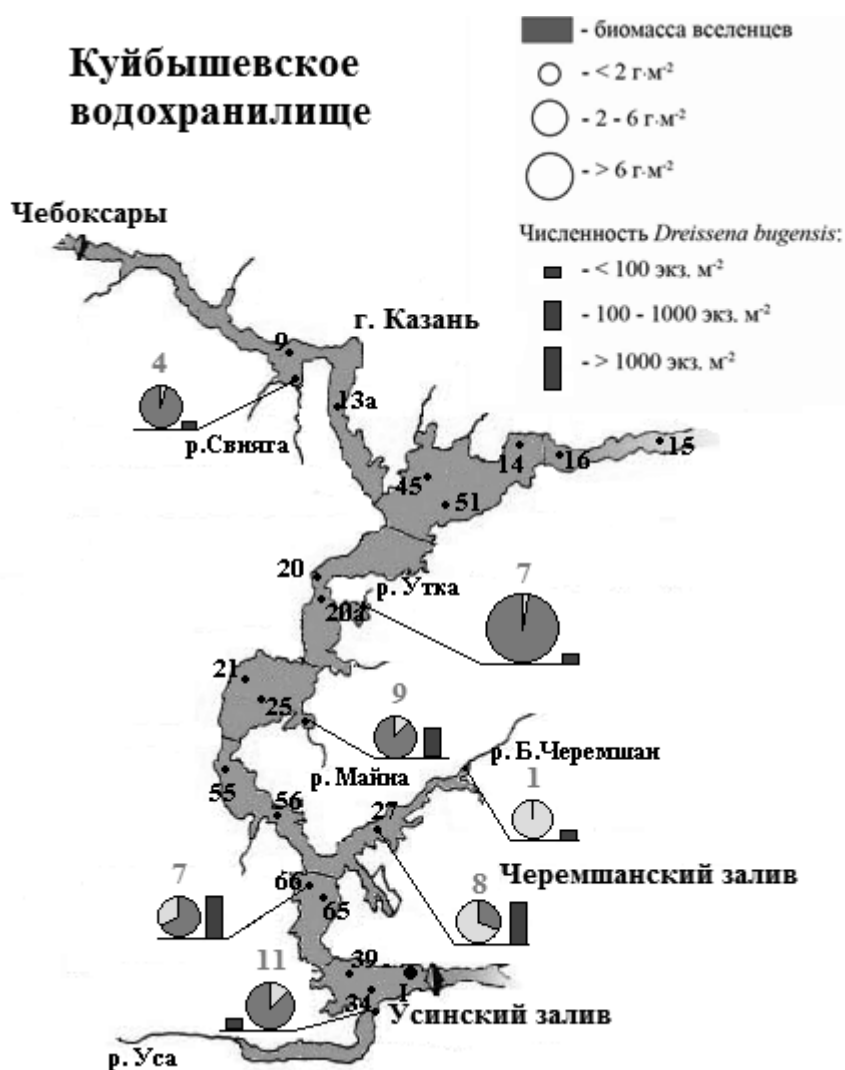 Куйбышевское
водохранилище
- биомасса вселенцев
- < 2 г·м⁻²
- 2 - 6 г·м⁻²
- > 6 г·м⁻²
Численность Dreissena bugensis:
- < 100 экз. м⁻²
- 100 - 1000 экз. м⁻²
- > 1000 экз. м⁻²
Чебоксары
г. Казань
9
4
13а
р.Свияга
14
16
15
45
51
20
р. Утка
7
21
25
9
р. Майна
р. Б.Черемшан
1
55
56
27
Черемшанский залив
7
66
65
8
11
39
34
I
Усинский залив
р. Уса